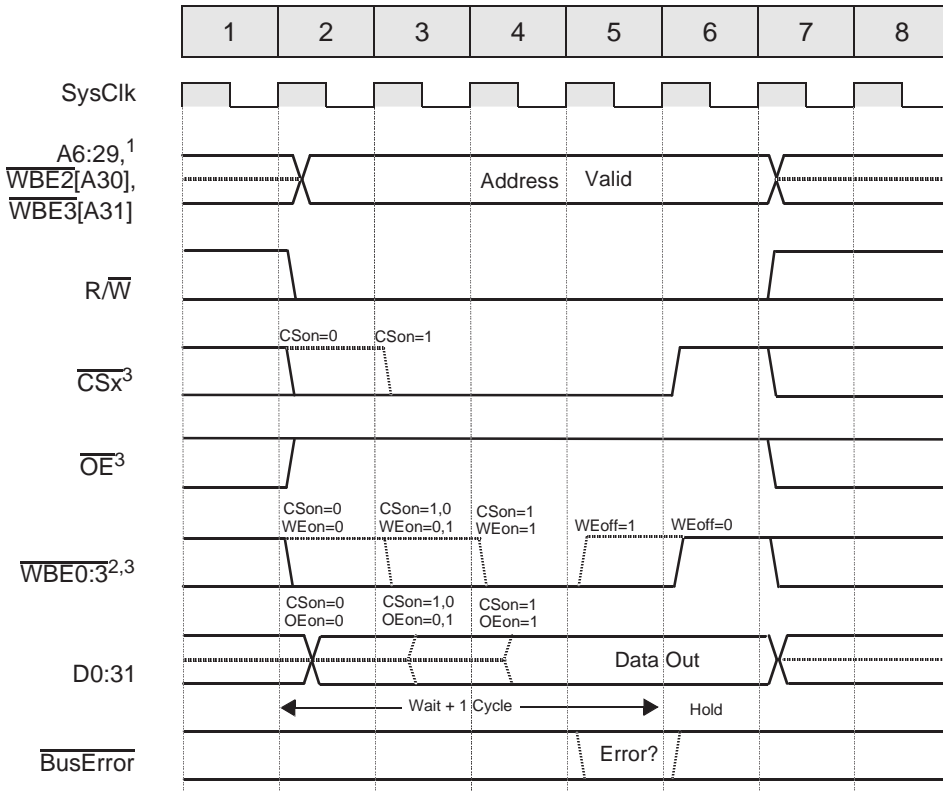 1 2 3 4 5 6 7 8
SysClk
A6:29,1
WBE2[A30],
WBE3[A31]
Address Valid
R/W
CSon=0 CSon=1
CSx3
OE3
CSon=0 CSon=1,0 CSon=1
WEon=0 WEon=0,1 WEon=1 WEoff=1 WEoff=0
WBE0:32,3
CSon=0 CSon=1,0 CSon=1
OEon=0 OEon=0,1 OEon=1
D0:31
Data Out
Wait + 1 Cycle Hold
BusError
Error?